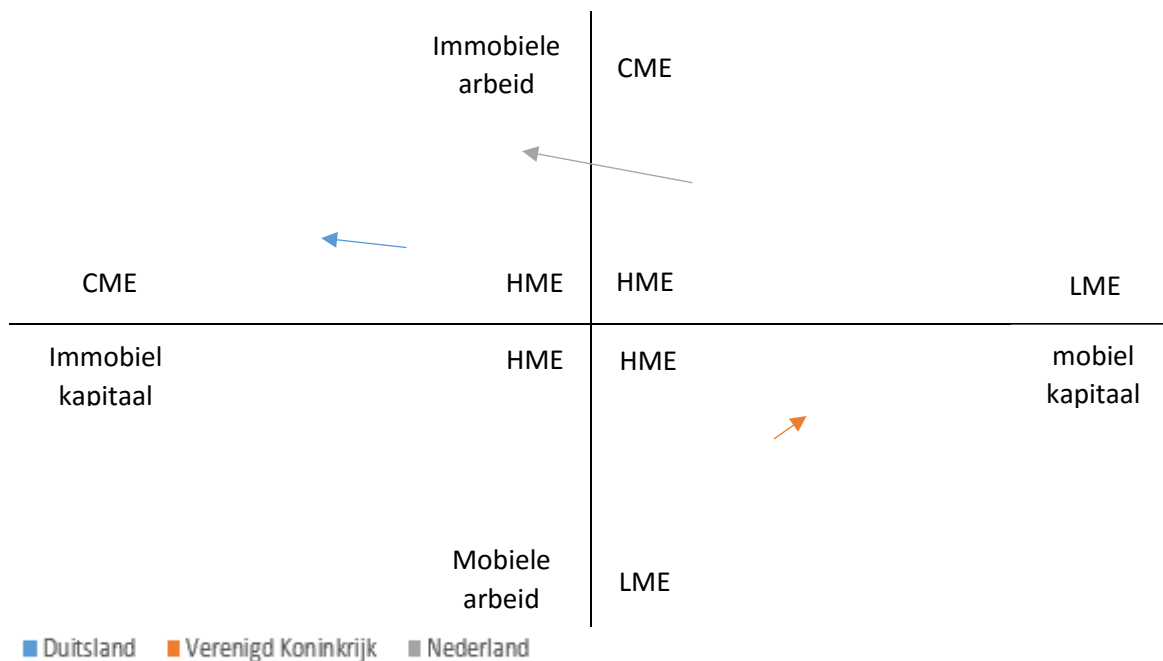 Immobiele
arbeid
CME
CME
HME
HME
LME
Immobiel
kapitaal
HME
HME
mobiel
kapitaal
Mobiele
arbeid
LME
Duitsland
Verenigd Koninkrijk
Nederland